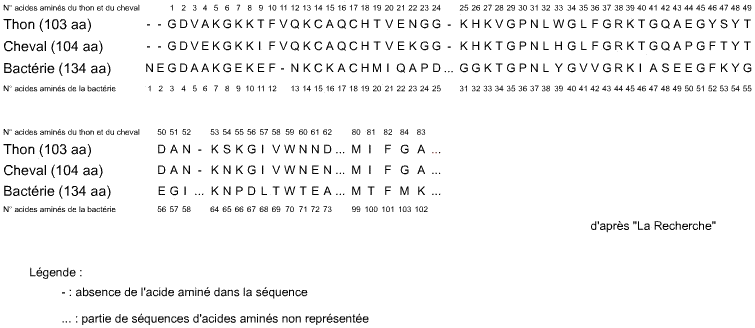 N° acides aminés du thon et du cheval 1 2 3 4 5 6 7 8 9 10 11 12 13 14 15 16 17 18 19 20 21 22 23 24 25 26 27 28 29 30 31 32 33 34 35 36 37 38 39 40 41 42 43 44 45 46 47 48 49
Thon (103 aa) - - G D V A K G K K T F V Q K C A Q C H T V E N G G - K H K V G P N L W G L F G R K T G Q A E G Y S Y T
Cheval (104 aa) - - G D V E K G K K I F V Q K C A Q C H T V E K G G - K H K T G P N L H G L F G R K T G Q A P G F T Y T
Bactérie (134 aa) N E G D A A K G E K E F - N K C K A C H M I Q A P D ... G G K T G P N L Y G V V G R K I A S E E G F K Y G
N° acides aminés de la bactérie 1 2 3 4 5 6 7 8 9 10 11 12 13 14 15 16 17 18 19 20 21 22 23 24 25 31 32 33 34 35 36 37 38 39 40 41 42 43 44 45 46 47 48 49 50 51 52 53 54 55
N° acides aminés du thon et du cheval 50 51 52 53 54 55 56 57 58 59 60 61 62 80 81 82 84 83
Thon (103 aa) D A N - K S K G I V W N N D ... M I F G A ...
Cheval (104 aa) D A N - K N K G I V W N E N ... M I F G A ...
Bactérie (134 aa) E G I ... K N P D L T W T E A ... M T F M K ...
N° acides aminés de la bactérie 56 57 58 64 65 66 67 68 69 70 71 72 73 99 100 101 103 102
d'après "La Recherche"
Légende :
- : absence de l'acide aminé dans la séquence
... : partie de séquences d'acides aminés non représentée